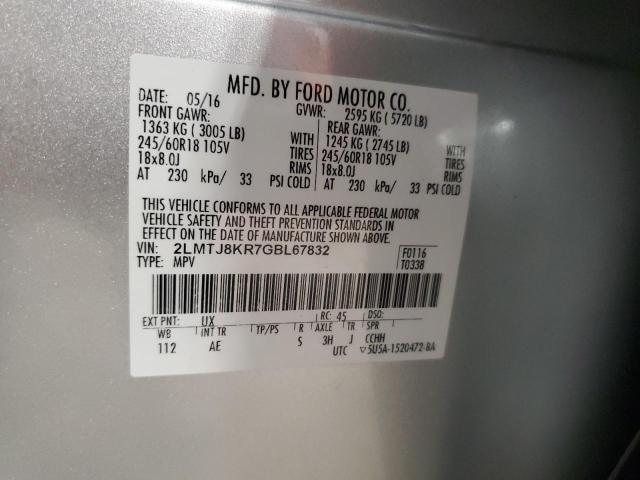 MFD. BY FORD MOTOR CO.
DATE: 05/16 GVWR: 2595 KG ( 5720 LB)
FRONT GAWR: REAR GAWR:
1363 KG ( 3005 LB) WITH 1245 KG ( 2745 LB) WITH
245/60R18 105V TIRES 245/60R18 105V TIRES
18x8.0J RIMS 18x8.0J RIMS
AT 230 kPa/ 33 PSI COLD AT 230 kPa/ 33 PSI COLD
THIS VEHICLE CONFORMS TO ALL APPLICABLE FEDERAL MOTOR
VEHICLE SAFETY AND THEFT PREVENTION STANDARDS IN
EFFECT ON THE DATE OF MANUFACTURE SHOWN ABOVE.
VIN: 2LMTJ8KR7GBL67832 F0116
TYPE: MPV T0338
EXT PNT: UX RC: 45 DSO:
WB INT TR TP/PS R AXLE TR SPR
112 AE S 3H J CCHH
UTC ▽5U5A-1520472-BA